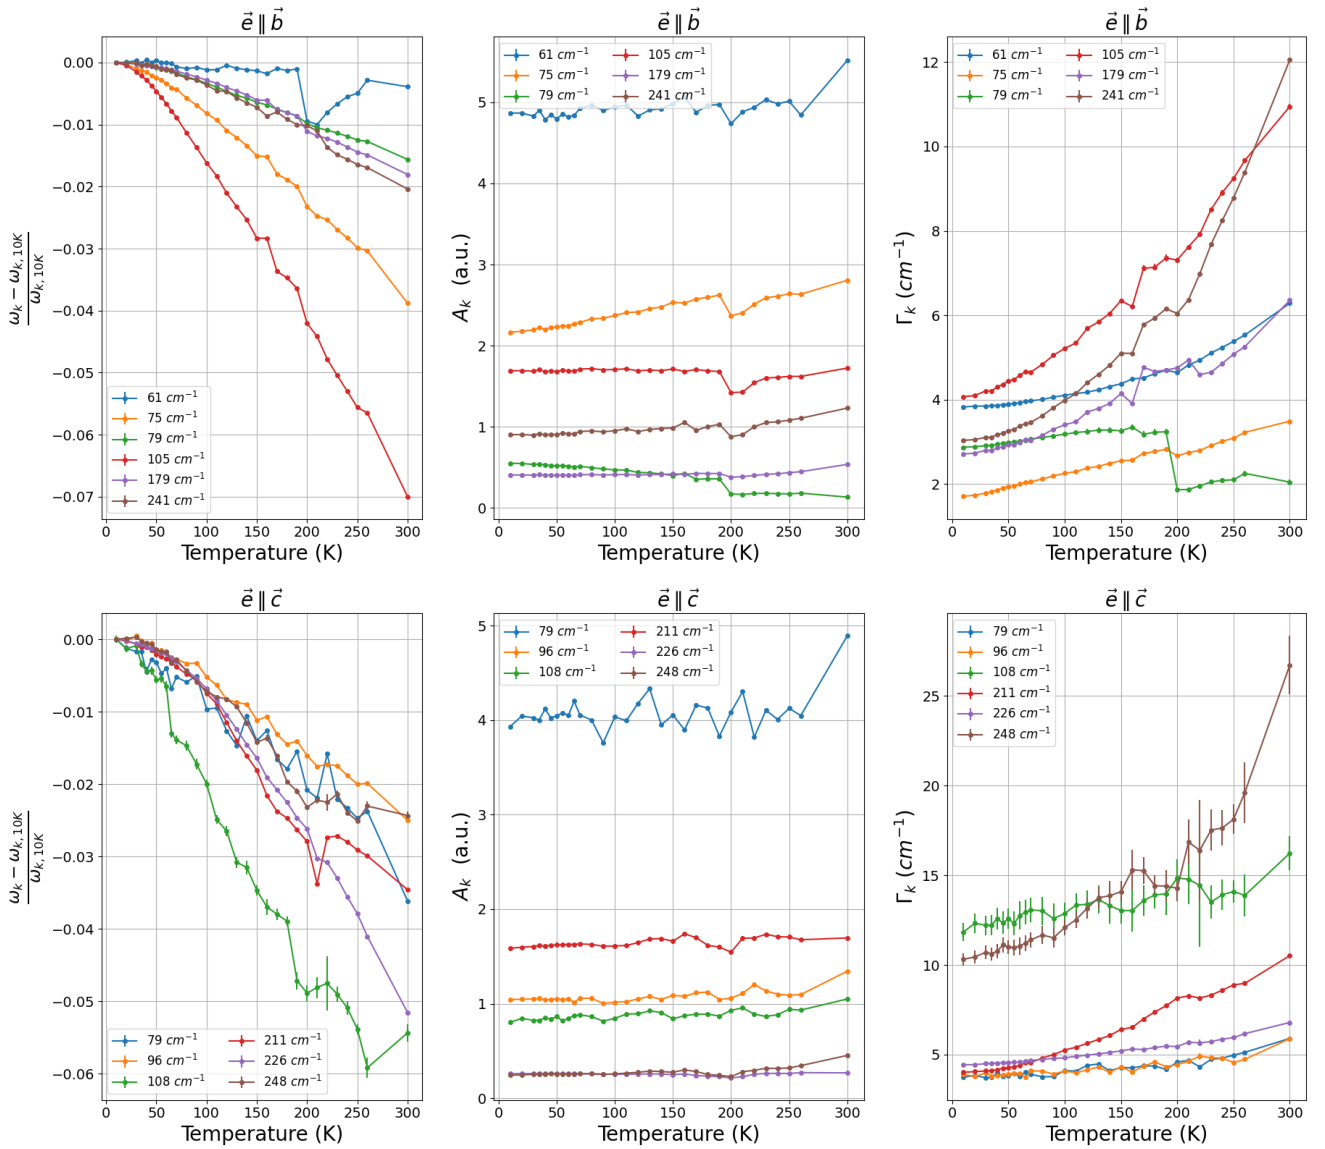 e⃗ ∥ b⃗
ω_k − ω_{k,10K}
ω_{k,10K}
0.00
−0.01
−0.02
−0.03
−0.04
−0.05
−0.06
−0.07
61 cm⁻¹
75 cm⁻¹
79 cm⁻¹
105 cm⁻¹
179 cm⁻¹
241 cm⁻¹
0 50 100 150 200 250 300
Temperature (K)
e⃗ ∥ b⃗
A_k (a.u.)
61 cm⁻¹ 105 cm⁻¹
75 cm⁻¹ 179 cm⁻¹
79 cm⁻¹ 241 cm⁻¹
5
4
3
2
1
0
0 50 100 150 200 250 300
Temperature (K)
e⃗ ∥ b⃗
Γ_k (cm⁻¹)
61 cm⁻¹ 105 cm⁻¹
75 cm⁻¹ 179 cm⁻¹
79 cm⁻¹ 241 cm⁻¹
12
10
8
6
4
2
0 50 100 150 200 250 300
Temperature (K)
e⃗ ∥ c⃗
ω_k − ω_{k,10K}
ω_{k,10K}
0.00
−0.01
−0.02
−0.03
−0.04
−0.05
−0.06
79 cm⁻¹ 211 cm⁻¹
96 cm⁻¹ 226 cm⁻¹
108 cm⁻¹ 248 cm⁻¹
0 50 100 150 200 250 300
Temperature (K)
e⃗ ∥ c⃗
A_k (a.u.)
79 cm⁻¹ 211 cm⁻¹
96 cm⁻¹ 226 cm⁻¹
108 cm⁻¹ 248 cm⁻¹
5
4
3
2
1
0
0 50 100 150 200 250 300
Temperature (K)
e⃗ ∥ c⃗
Γ_k (cm⁻¹)
79 cm⁻¹
96 cm⁻¹
108 cm⁻¹
211 cm⁻¹
226 cm⁻¹
248 cm⁻¹
25
20
15
10
5
0 50 100 150 200 250 300
Temperature (K)